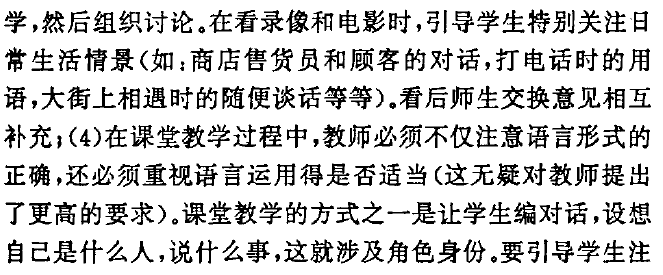 学,然后组织讨论。在看录像和电影时,引导学生特别关注日
常生活情景(如:商店售货员和顾客的对话,打电话时的用
语,大街上相遇时的随便谈话等等)。看后师生交换意见相互
补充;(4)在课堂教学过程中,教师必须不仅注意语言形式的
正确,还必须重视语言运用得是否适当(这无疑对教师提出
了更高的要求)。课堂教学的方式之一是让学生编对话,设想
自己是什么人,说什么事,这就涉及角色身份。要引导学生注